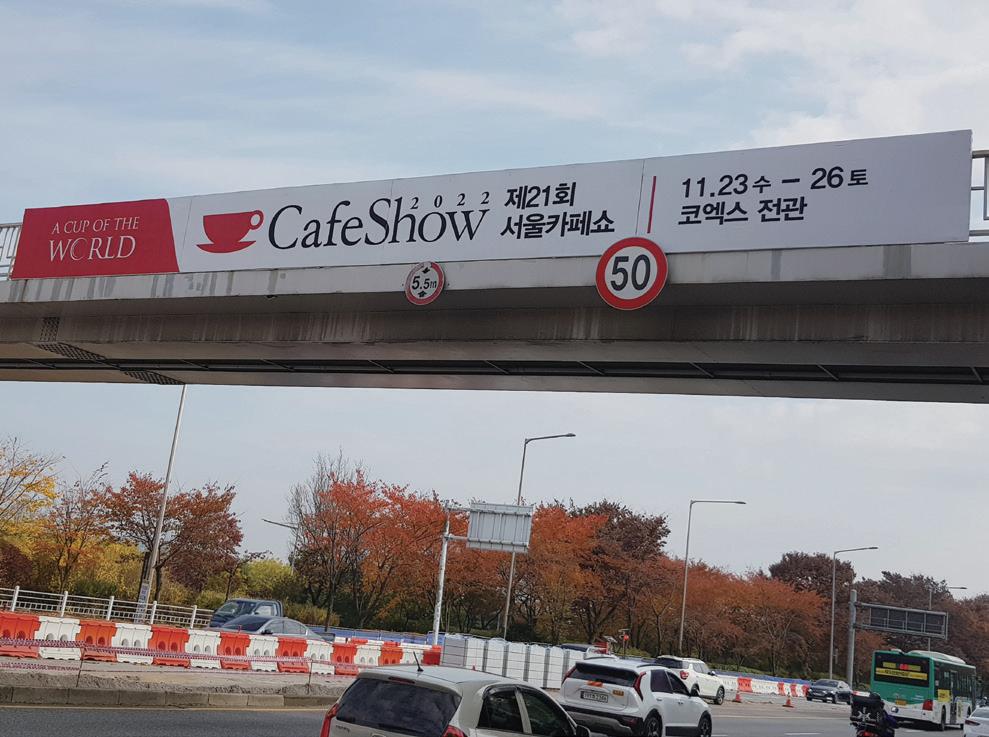 A CUP OF THE
WORLD
CafeShow
2022
제21회
서울카페쇼
11.23수 – 26토
코엑스 전관
5.5m
50